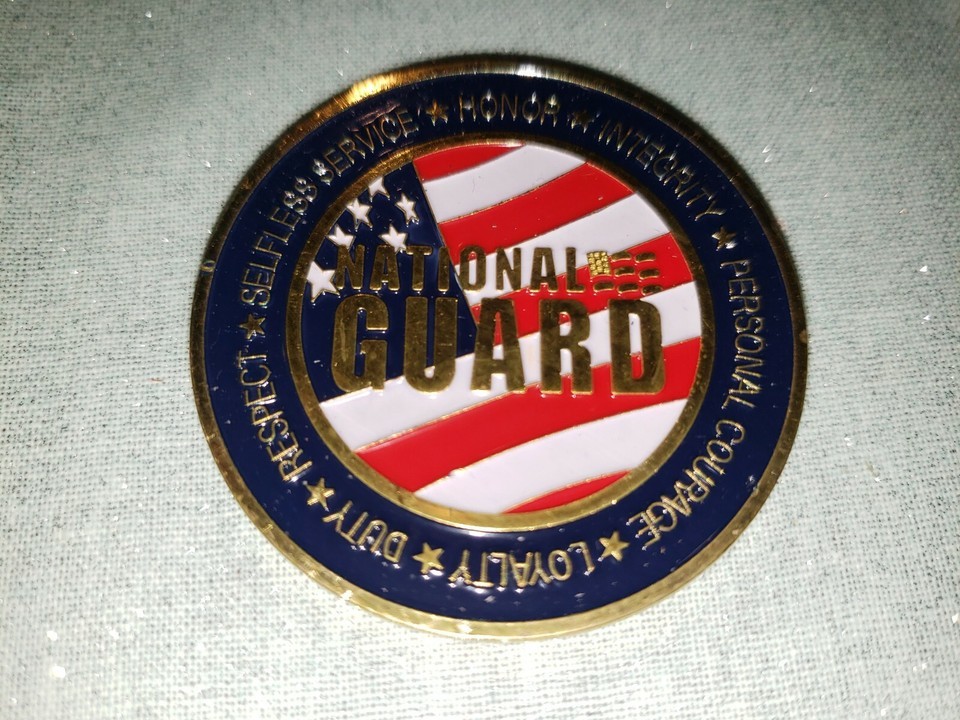 ★ SELFLESS SERVICE ★ HONOR ★ INTEGRITY ★ PERSONAL COURAGE ★ LOYALTY ★ DUTY ★ RESPECT
NATIONAL
GUARD